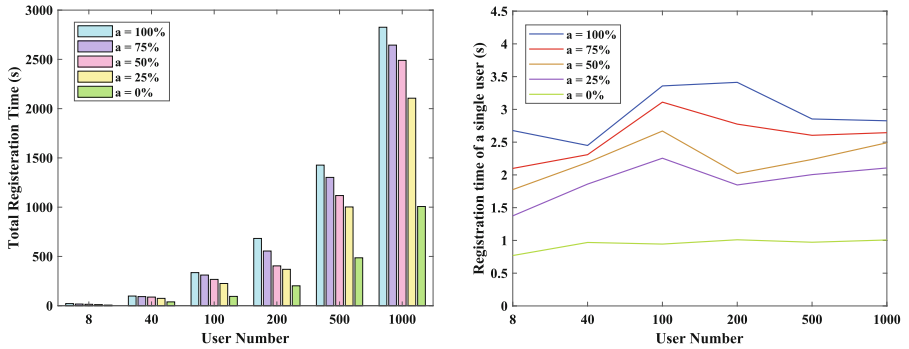 3000
2500
2000
1500
1000
500
0
Total Registeration Time (s)
a = 100%
a = 75%
a = 50%
a = 25%
a = 0%
8 40 100 200 500 1000
User Number
4.5
4
3.5
3
2.5
2
1.5
1
0.5
0
Registration time of a single user (s)
a = 100%
a = 75%
a = 50%
a = 25%
a = 0%
8 40 100 200 500 1000
User Number